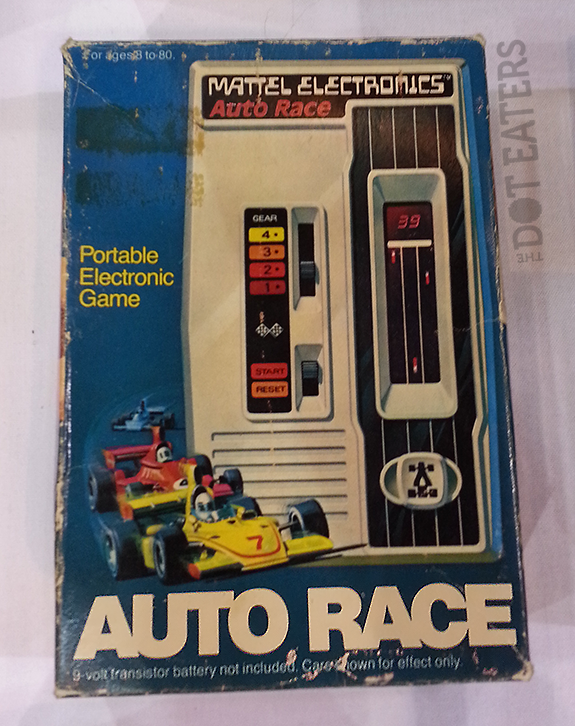 For ages 8 to 80.
MATTEL ELECTRONICS™
Auto Race
THE DOT EATERS
Portable
Electronic
Game
GEAR
4
3
2
1
39
START
RESET
7
AUTO RACE
9-volt transistor battery not included. Cars shown for effect only.